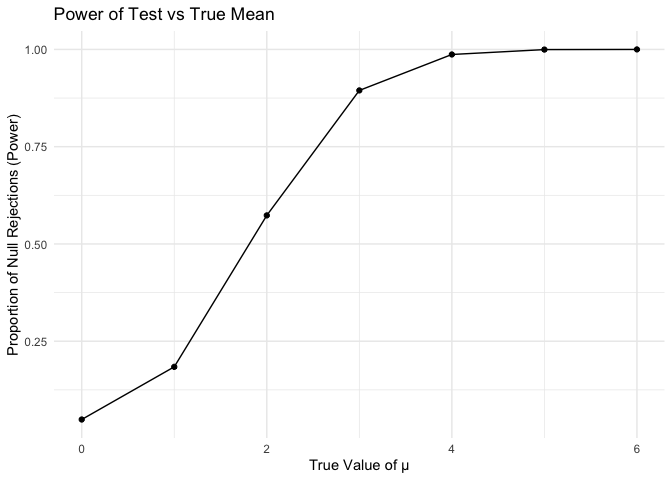 Power of Test vs True Mean
Proportion of Null Rejections (Power)
1.00
0.75
0.50
0.25
0
2
4
6
True Value of μ